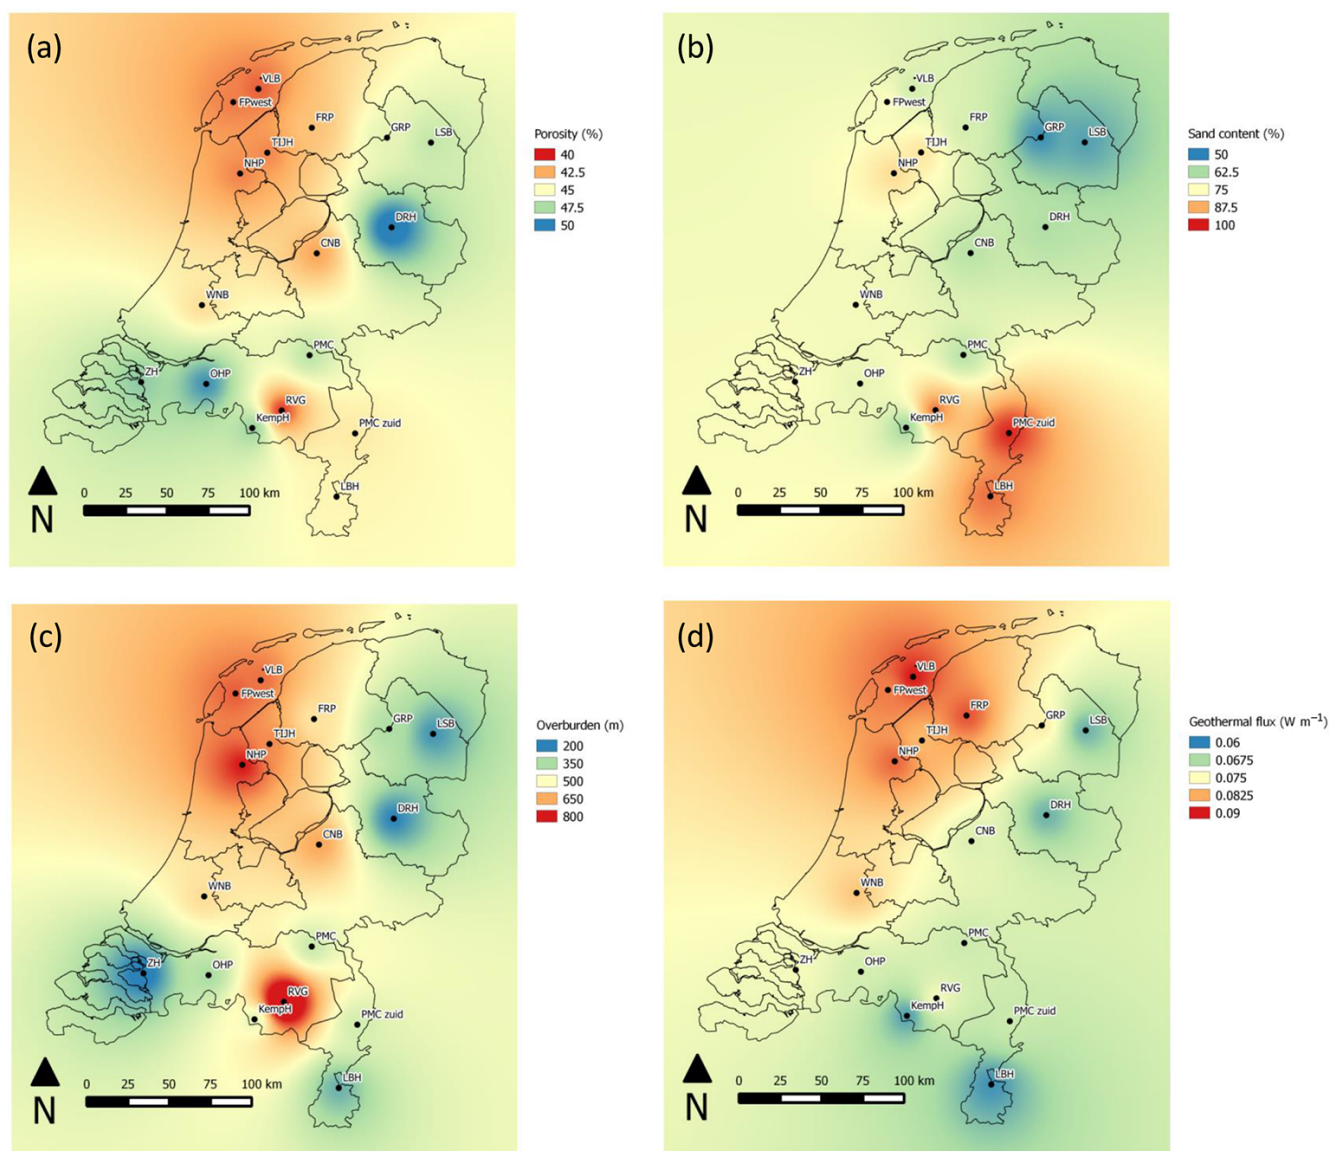 (a)
VLB
FPwest
FRP
GRP
LSB
TIJH
NHP
DRH
CNB
WNB
PMC
ZH
OHP
RVG
KempH
PMC zuid
LBH
N
0 25 50 75 100 km
Porosity (%)
40
42.5
45
47.5
50
(b)
VLB
FPwest
FRP
GRP
LSB
TIJH
NHP
DRH
CNB
WNB
PMC
ZH
OHP
RVG
KempH
PMC zuid
LBH
N
0 25 50 75 100 km
Sand content (%)
50
62.5
75
87.5
100
(c)
VLB
FPwest
FRP
GRP
LSB
TIJH
NHP
DRH
CNB
WNB
PMC
ZH
OHP
RVG
KempH
PMC zuid
LBH
N
0 25 50 75 100 km
Overburden (m)
200
350
500
650
800
(d)
VLB
FPwest
FRP
GRP
LSB
TIJH
NHP
DRH
CNB
WNB
PMC
ZH
OHP
RVG
KempH
PMC zuid
LBH
N
0 25 50 75 100 km
Geothermal flux (W m⁻¹)
0.06
0.0675
0.075
0.0825
0.09